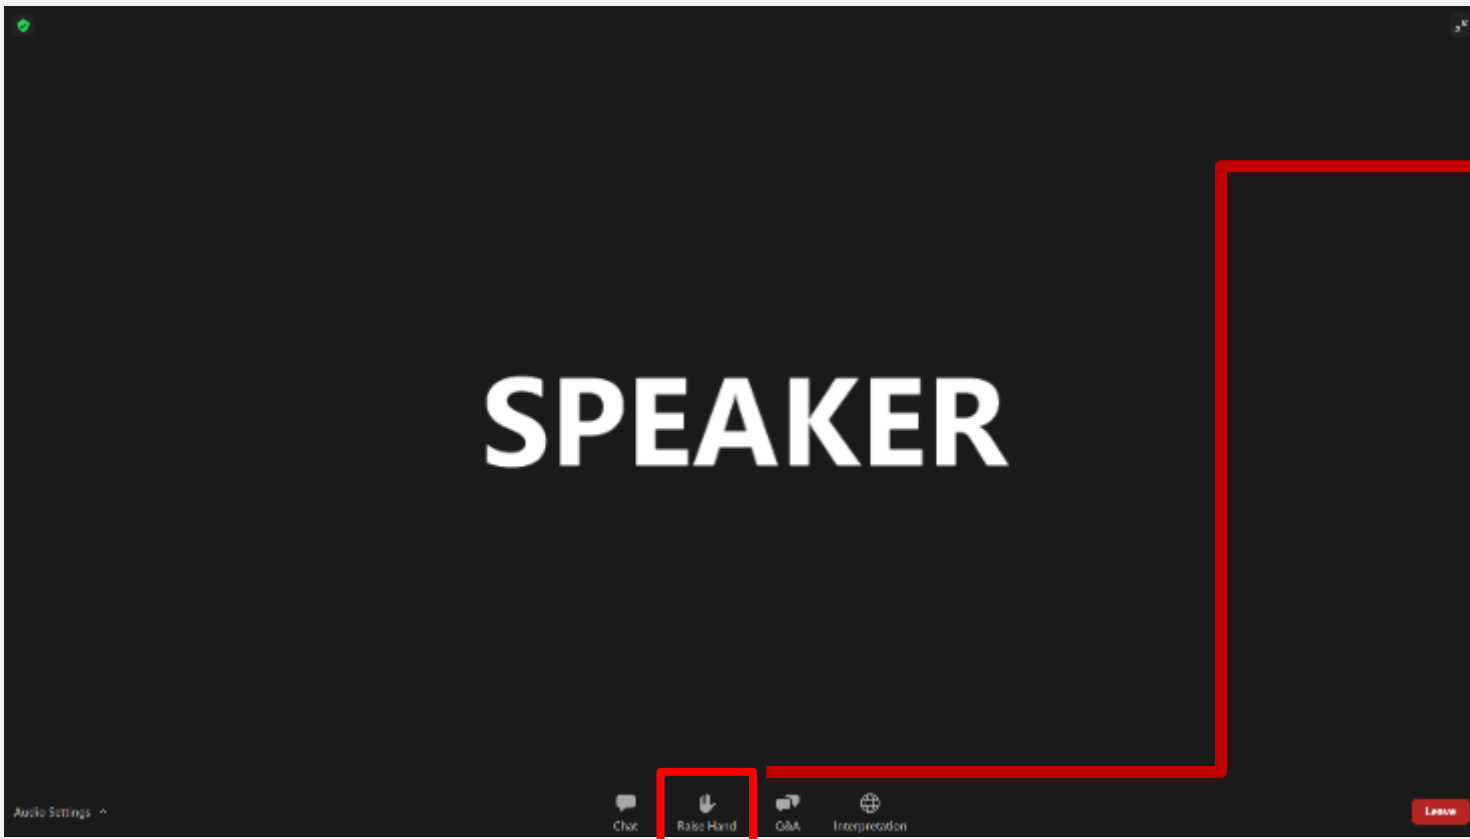 SPEAKER
Audio Settings
Chat
Raise Hand
Q&A
Interpretation
Leave